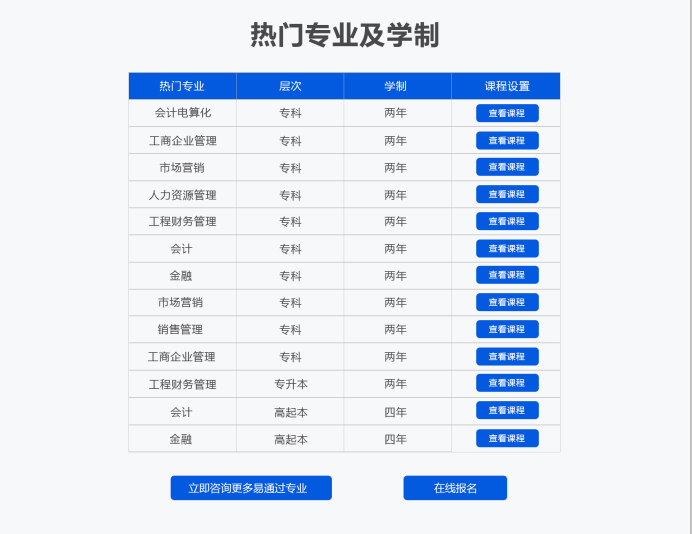 热门专业及学制
热门专业 层次 学制 课程设置
会计电算化 专科 两年 查看课程
工商企业管理 专科 两年 查看课程
市场营销 专科 两年 查看课程
人力资源管理 专科 两年 查看课程
工程财务管理 专科 两年 查看课程
会计 专科 两年 查看课程
金融 专科 两年 查看课程
市场营销 专科 两年 查看课程
销售管理 专科 两年 查看课程
工商企业管理 专科 两年 查看课程
工程财务管理 专升本 两年 查看课程
会计 高起本 四年 查看课程
金融 高起本 四年 查看课程
立即咨询更多易通过专业 在线报名